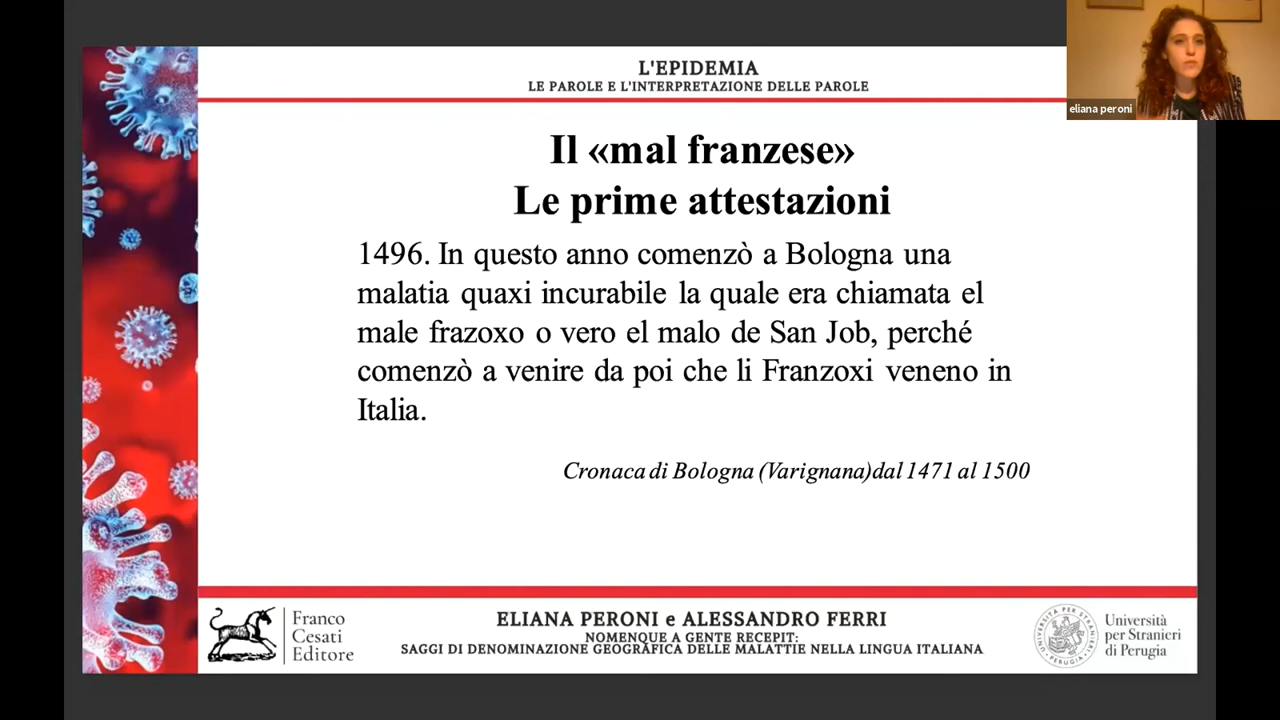 eliana peroni
L'EPIDEMIA
LE PAROLE E L'INTERPRETAZIONE DELLE PAROLE
Il «mal franzese»
Le prime attestazioni
1496. In questo anno comenzò a Bologna una
malatia quaxi incurabile la quale era chiamata el
male frazoxo o vero el malo de San Job, perché
comenzò a venire da poi che li Franzoxi veneno in
Italia.
Cronaca di Bologna (Varignana)dal 1471 al 1500
Franco
Cesati
Editore
ELIANA PERONI e ALESSANDRO FERRI
NOMENQUE A GENTE RECEPIT:
SAGGI DI DENOMINAZIONE GEOGRAFICA DELLE MALATTIE NELLA LINGUA ITALIANA
UNIVERSITÀ PER STRANIERI
PERUGIA
Università
per Stranieri
di Perugia